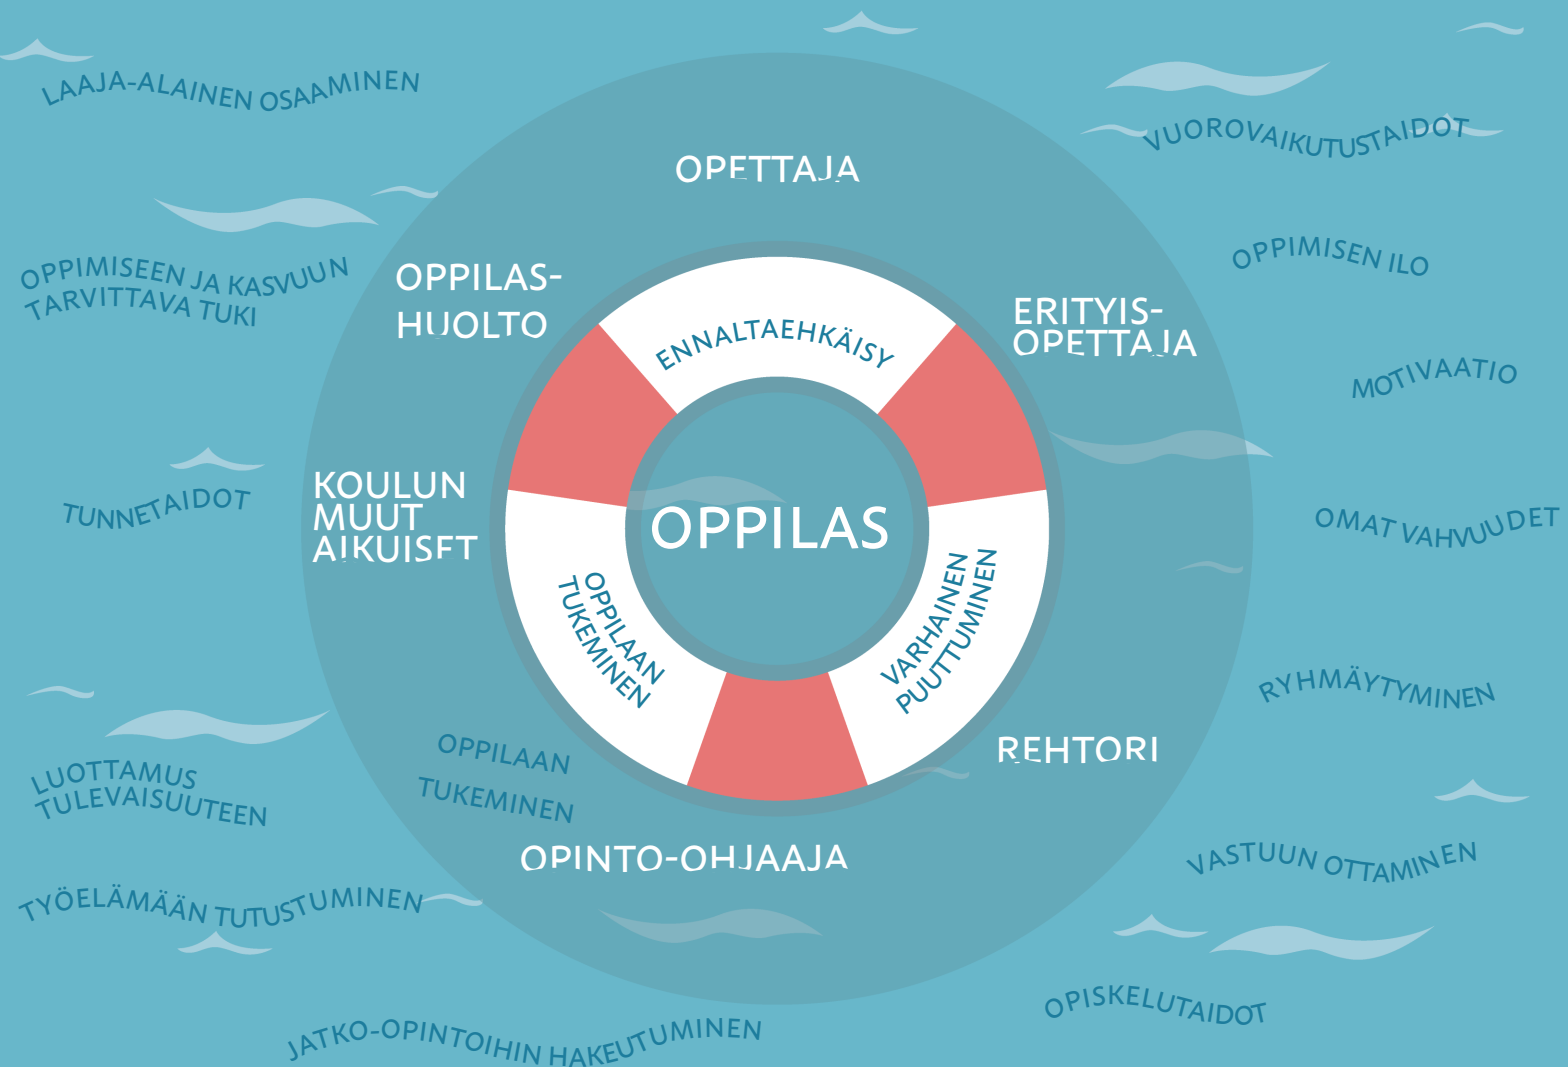 LAAJA-ALAINEN OSAAMINEN
VUOROVAIKUTUSTAIDOT
OPETTAJA
OPPIMISEEN JA KASVUUN
TARVITTAVA TUKI
OPPILAS-
HUOLTO
ENNALTAEHKÄISY
ERITYIS-
OPETTAJA
OPPIMISEN ILO
MOTIVAATIO
TUNNETAIDOT
KOULUN
MUUT
AIKUISET
OPPILAS
OMAT VAHVUUDET
OPPILAAN
TUKEMINEN
VARHAINEN
PUUTTUMINEN
RYHMÄYTYMINEN
OPPILAAN
TUKEMINEN
REHTORI
LUOTTAMUS
TULEVAISUUTEEN
OPINTO-OHJAAJA
VASTUUN OTTAMINEN
TYÖELÄMÄÄN TUTUSTUMINEN
OPISKELUTAIDOT
JATKO-OPINTOIHIN HAKEUTUMINEN